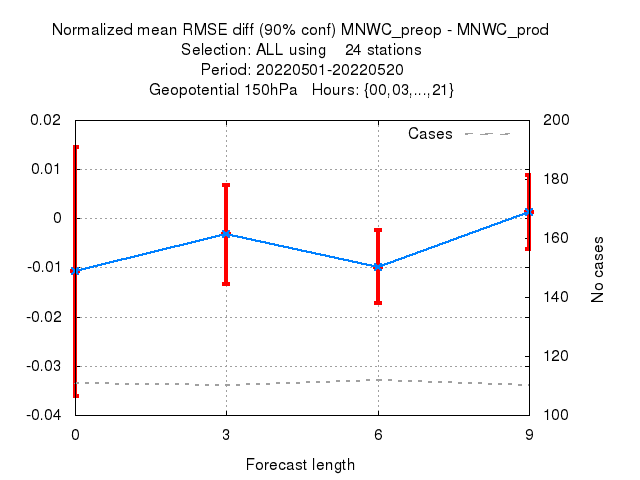 Normalized mean RMSE diff (90% conf) MNWC_preop - MNWC_prod
Selection: ALL using 24 stations
Period: 20220501-20220520
Geopotential 150hPa Hours: {00,03,...,21}
Cases
0.02
0.01
0
-0.01
-0.02
-0.03
-0.04
200
180
160
140
120
100
No cases
0 3 6 9
Forecast length